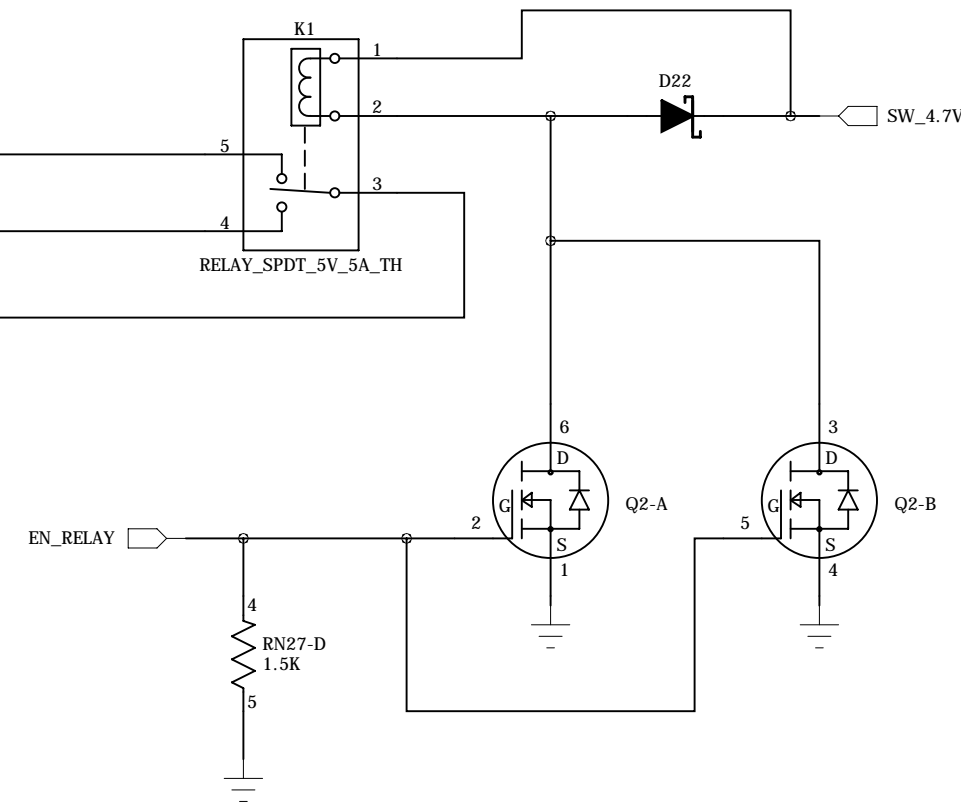 K1
1
D22
2
SW_4.7V
5
3
4
RELAY_SPDT_5V_5A_TH
6
3
D
D
G
Q2-A
G
Q2-B
2
5
EN_RELAY
S
S
1
4
4
RN27-D
1.5K
5